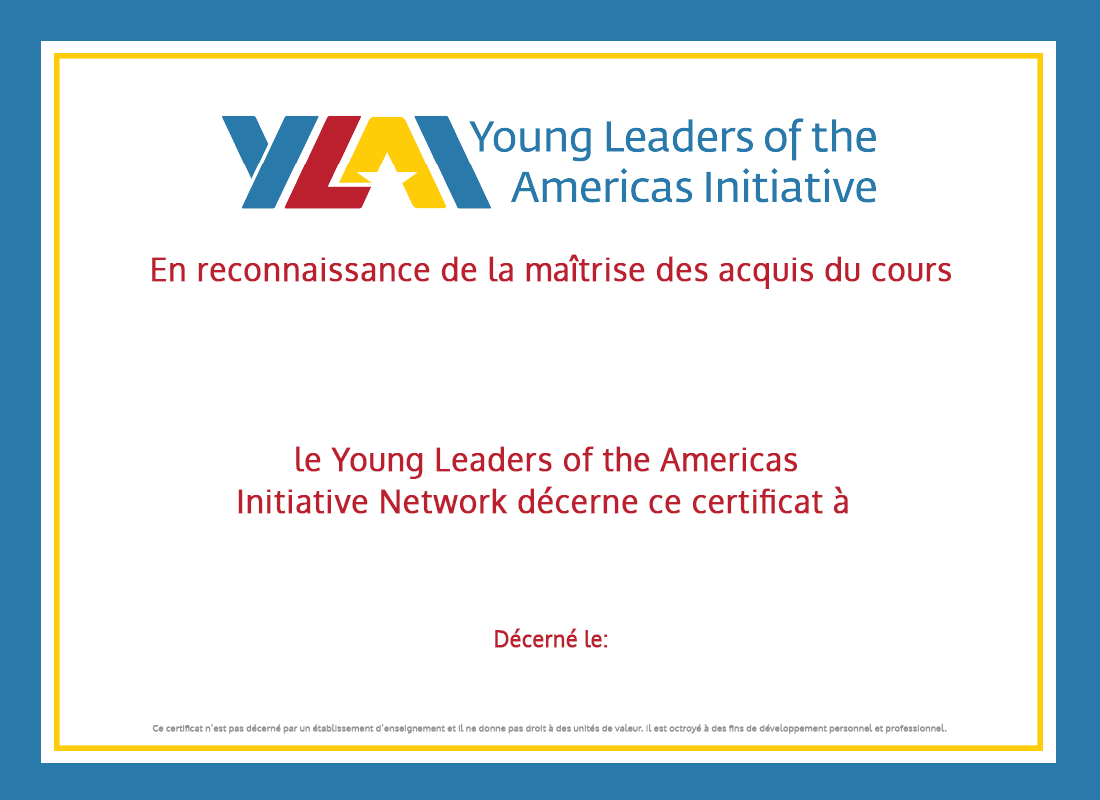 YLAI Young Leaders of the
Americas Initiative
En reconnaissance de la maîtrise des acquis du cours
le Young Leaders of the Americas
Initiative Network décerne ce certificat à
Décerné le:
Ce certificat n'est pas décerné par un établissement d'enseignement et il ne donne pas droit à des unités de valeur. Il est octroyé à des fins de développement personnel et professionnel.